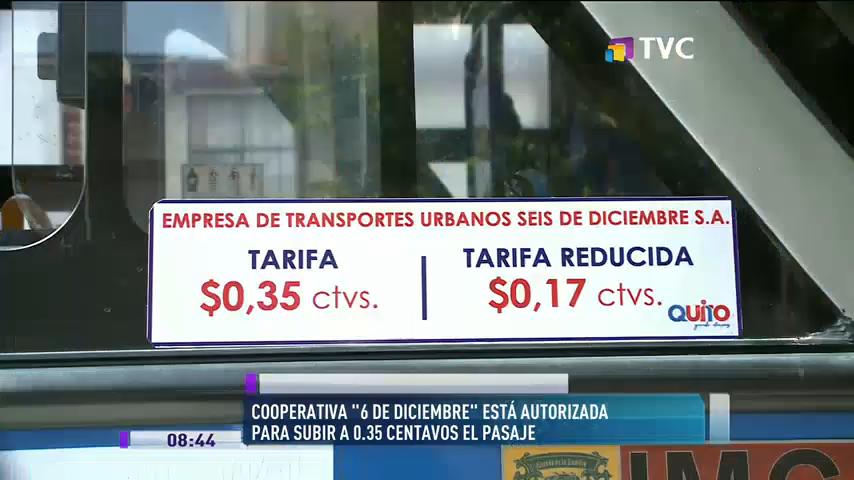 TVC
EMPRESA DE TRANSPORTES URBANOS SEIS DE DICIEMBRE S.A.
TARIFA
$0,35 ctvs.
TARIFA REDUCIDA
$0,17 ctvs.
QUITO
COOPERATIVA "6 DE DICIEMBRE" ESTÁ AUTORIZADA
PARA SUBIR A 0.35 CENTAVOS EL PASAJE
08:44